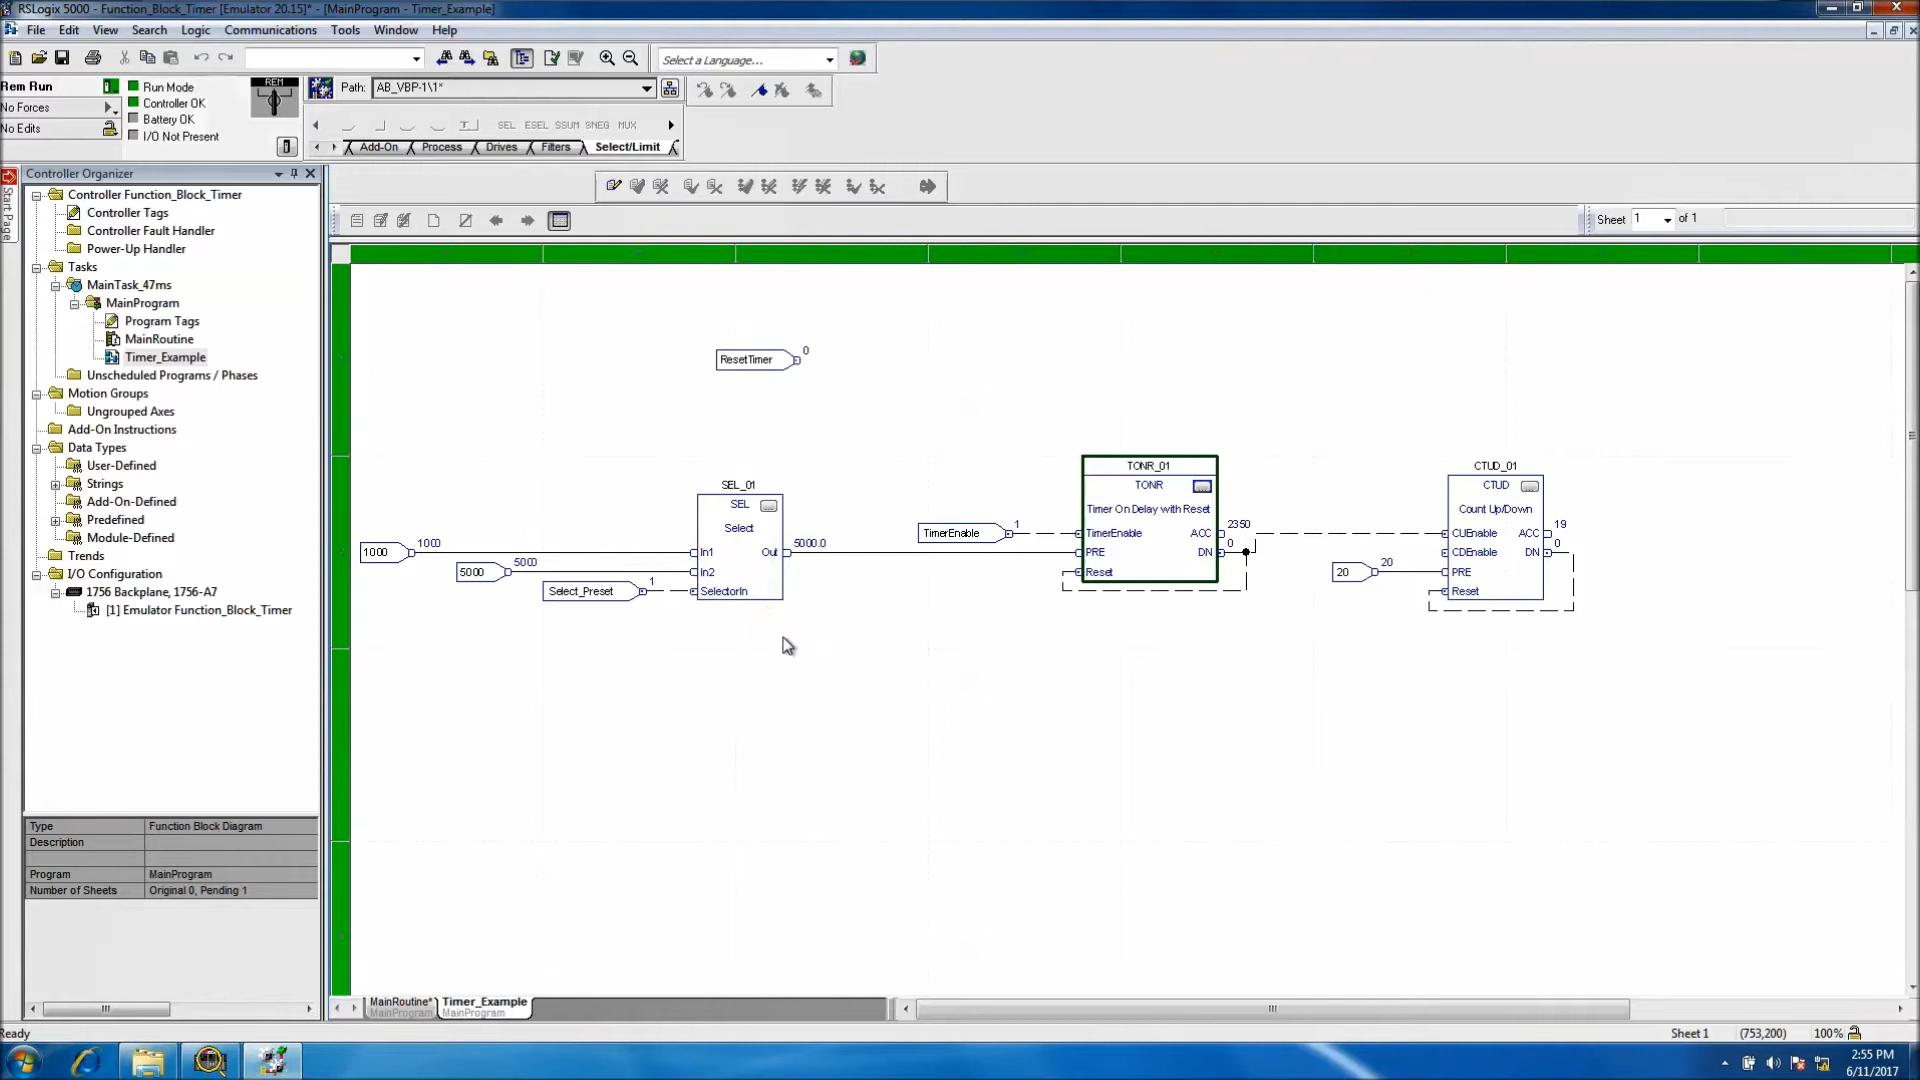 RSLogix 5000 - Function_Block_Timer [Emulator 20.15]* - [MainProgram - Timer_Example]
File Edit View Search Logic Communications Tools Window Help
Select a Language...
Rem Run
No Forces
No Edits
Run Mode
Controller OK
Battery OK
I/O Not Present
REM
Path: AB_VBP-1\1*
SEL ESEL SSUM SNEG MUX
Add-On Process Drives Filters Select/Limit
Start Page
Controller Organizer
Controller Function_Block_Timer
Controller Tags
Controller Fault Handler
Power-Up Handler
Tasks
MainTask_47ms
MainProgram
Program Tags
MainRoutine
Timer_Example
Unscheduled Programs / Phases
Motion Groups
Ungrouped Axes
Add-On Instructions
Data Types
User-Defined
Strings
Add-On-Defined
Predefined
Module-Defined
Trends
I/O Configuration
1756 Backplane, 1756-A7
[1] Emulator Function_Block_Timer
Type Function Block Diagram
Description
Program MainProgram
Number of Sheets Original 0, Pending 1
Sheet 1 of 1
ResetTimer 0
1000 1000
5000 5000
Select_Preset 1
SEL_01
SEL
Select
In1 Out 5000.0
In2
SelectorIn
TimerEnable 1
TONR_01
TONR
Timer On Delay with Reset
TimerEnable ACC 2350
PRE DN 0
Reset
20 20
CTUD_01
CTUD
Count Up/Down
CUEnable ACC 19
CDEnable DN 0
PRE
Reset
MainRoutine* Timer_Example
MainProgram MainProgram
Ready
Sheet 1 (753,200) 100%
2:55 PM
6/11/2017